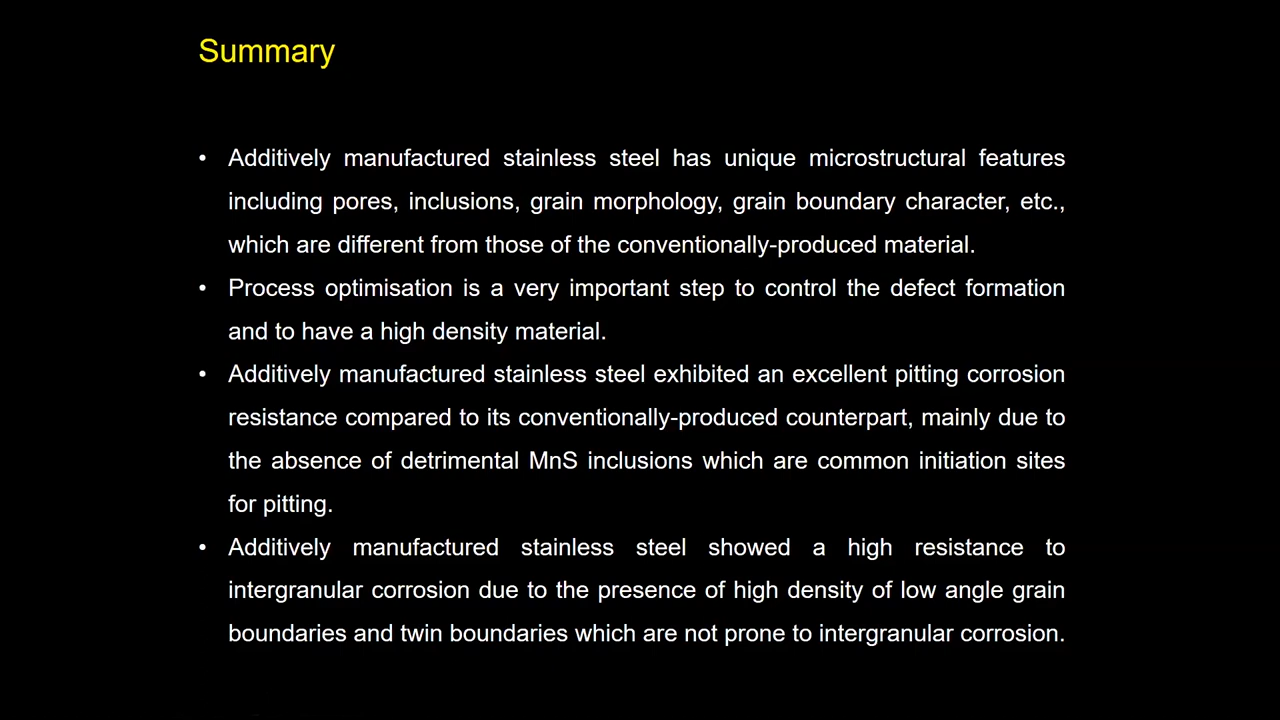 Summary
• Additively manufactured stainless steel has unique microstructural features
including pores, inclusions, grain morphology, grain boundary character, etc.,
which are different from those of the conventionally-produced material.
• Process optimisation is a very important step to control the defect formation
and to have a high density material.
• Additively manufactured stainless steel exhibited an excellent pitting corrosion
resistance compared to its conventionally-produced counterpart, mainly due to
the absence of detrimental MnS inclusions which are common initiation sites
for pitting.
• Additively manufactured stainless steel showed a high resistance to
intergranular corrosion due to the presence of high density of low angle grain
boundaries and twin boundaries which are not prone to intergranular corrosion.